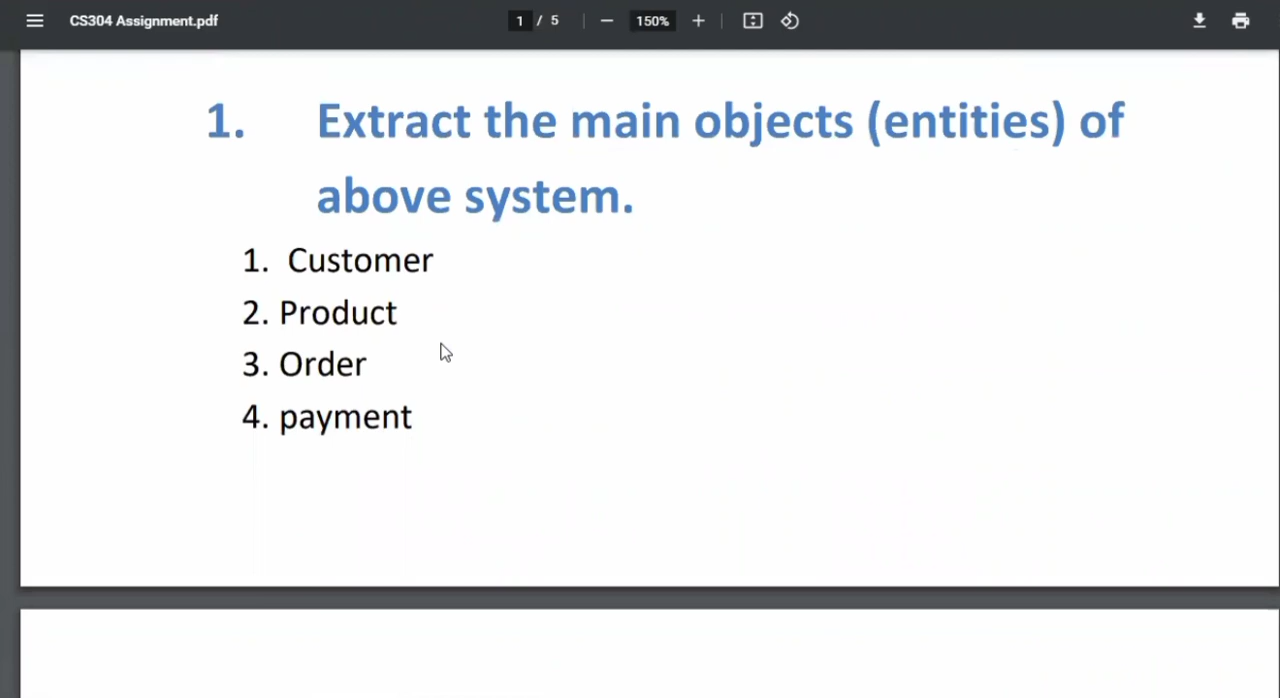 CS304 Assignment.pdf
1 / 5
150%
1. Extract the main objects (entities) of
above system.
1. Customer
2. Product
3. Order
4. payment